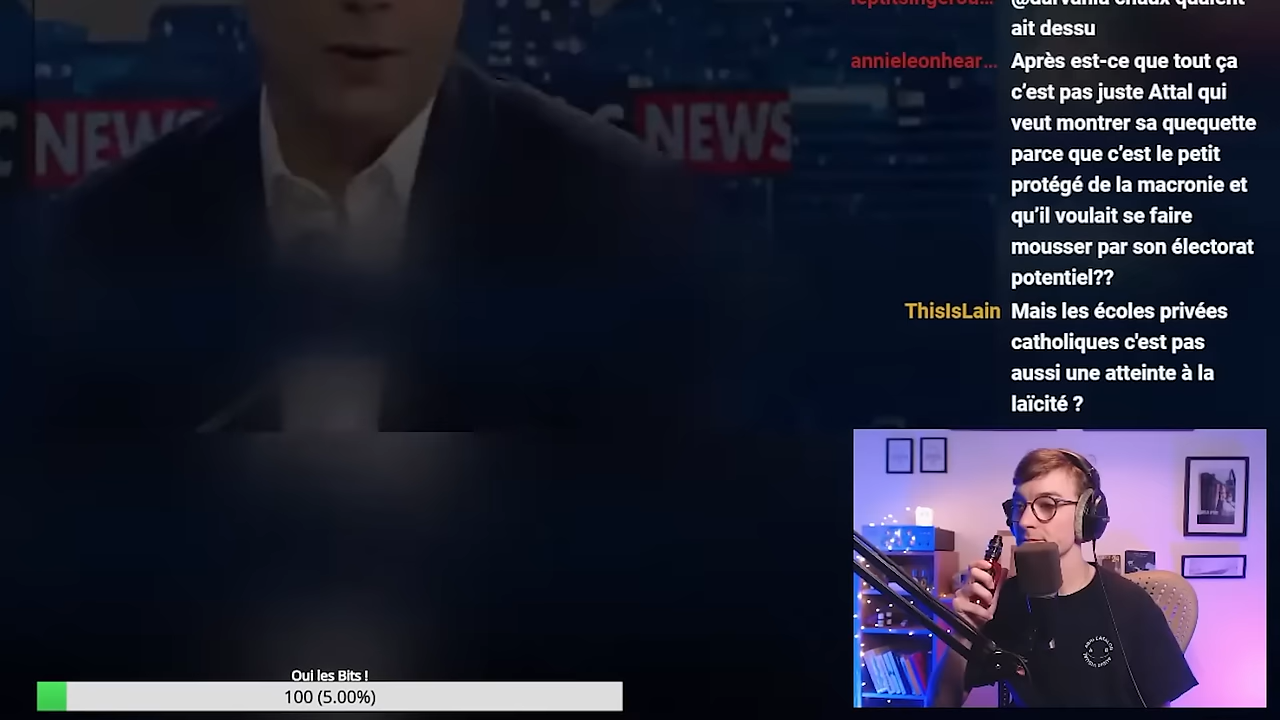 ait dessu
annieleonhear... Après est-ce que tout ça
c'est pas juste Attal qui
veut montrer sa quequette
parce que c'est le petit
protégé de la macronie et
qu'il voulait se faire
mousser par son électorat
potentiel??
ThisIsLain Mais les écoles privées
catholiques c'est pas
aussi une atteinte à la
laïcité ?
C NEWS
C NEWS
Oui les Bits !
100 (5.00%)